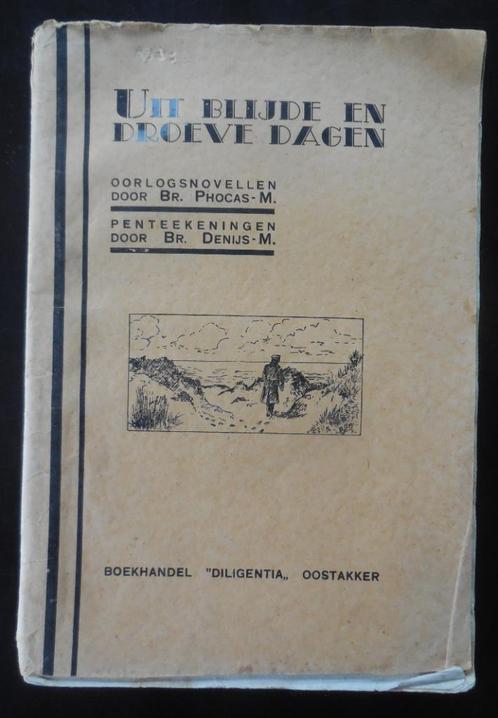 UIT BLIJDE EN
DROEVE DAGEN
OORLOGSNOVELLEN
DOOR BR. PHOCAS-M.
PENTEEKENINGEN
DOOR BR. DENIJS-M.
BOEKHANDEL "DILIGENTIA„ OOSTAKKER